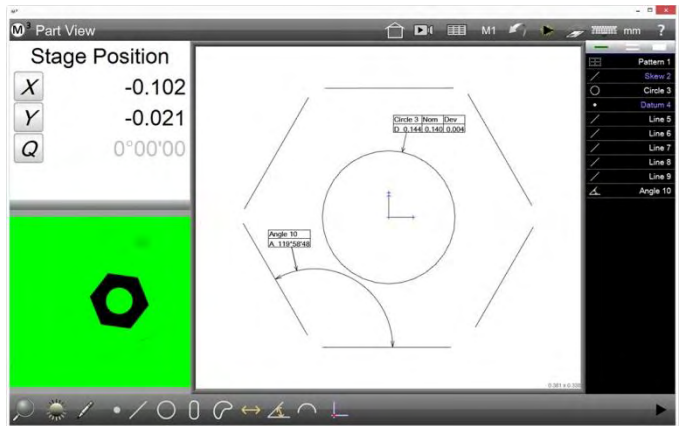 M³ Part View
M1
mm
?
Stage Position
X -0.102
Y -0.021
Q 0°00'00
Circle 3 Nom Dev
D 0.144 0.140 0.004
Angle 10
A 119°58'48
Pattern 1
Skew 2
Circle 3
Datum 4
Line 5
Line 6
Line 7
Line 8
Line 9
Angle 10